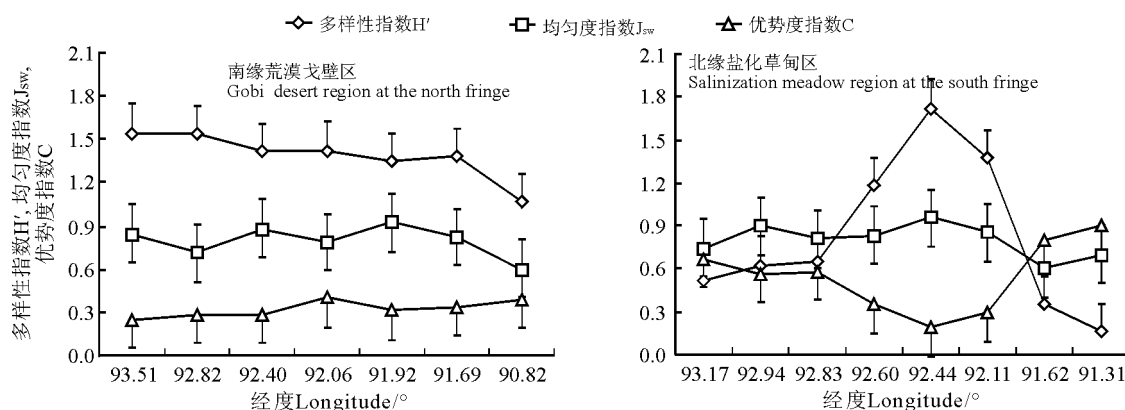 多样性指数H′ 均匀度指数Jsw 优势度指数C
多样性指数H′, 均匀度指数Jsw,
优势度指数C
2.1
1.8
1.5
1.2
0.9
0.6
0.3
0.0
南缘荒漠戈壁区
Gobi desert region at the north fringe
93.51 92.82 92.40 92.06 91.92 91.69 90.82
经度Longitude/°
2.1
1.8
1.5
1.2
0.9
0.6
0.3
0.0
北缘盐化草甸区
Salinization meadow region at the south fringe
93.17 92.94 92.83 92.60 92.44 92.11 91.62 91.31
经度Longitude/°